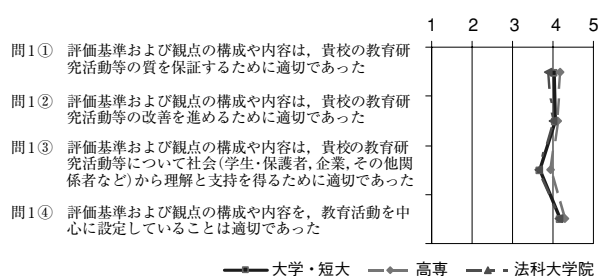 1 2 3 4 5
問1① 評価基準および観点の構成や内容は，貴校の教育研
究活動等の質を保証するために適切であった
問1② 評価基準および観点の構成や内容は，貴校の教育研
究活動等の改善を進めるために適切であった
問1③ 評価基準および観点の構成や内容は，貴校の教育研
究活動等について社会(学生･保護者, 企業, その他関
係者など)から理解と支持を得るために適切であった
問1④ 評価基準および観点の構成や内容を，教育活動を中
心に設定していることは適切であった
大学・短大 高専 法科大学院